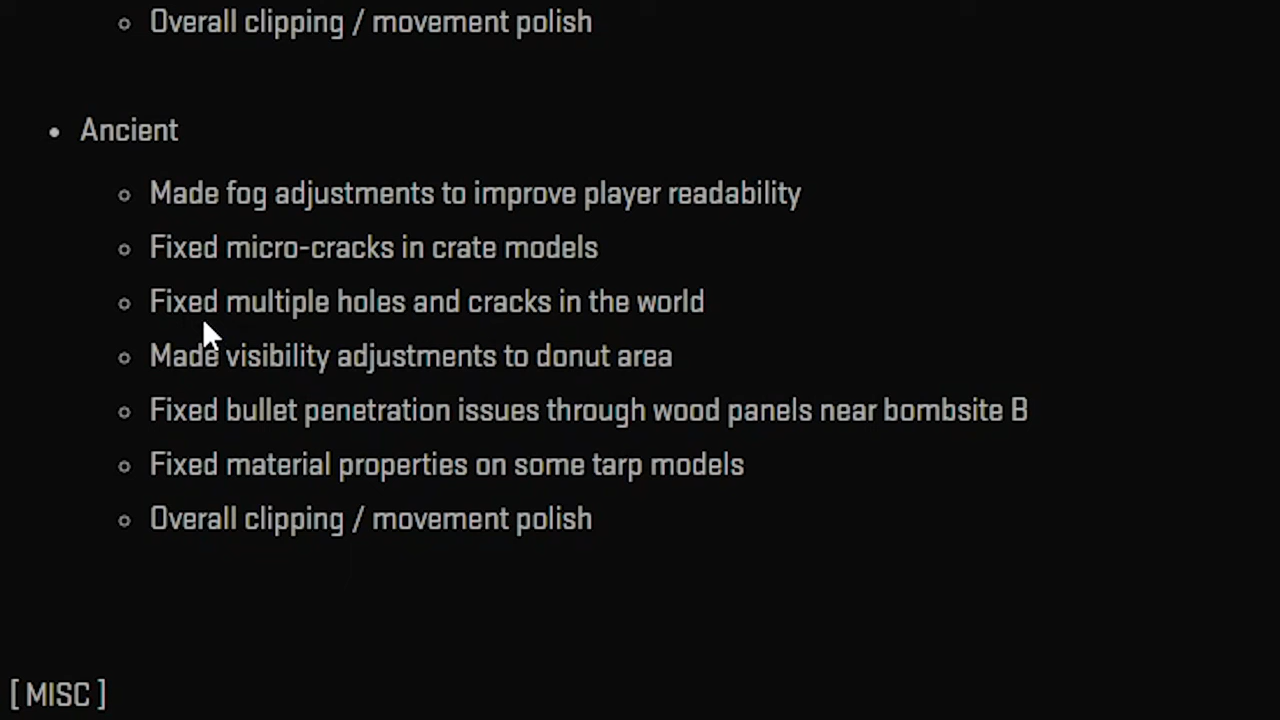 Overall clipping / movement polish
Ancient
Made fog adjustments to improve player readability
Fixed micro-cracks in crate models
Fixed multiple holes and cracks in the world
Made visibility adjustments to donut area
Fixed bullet penetration issues through wood panels near bombsite B
Fixed material properties on some tarp models
Overall clipping / movement polish
[ MISC ]